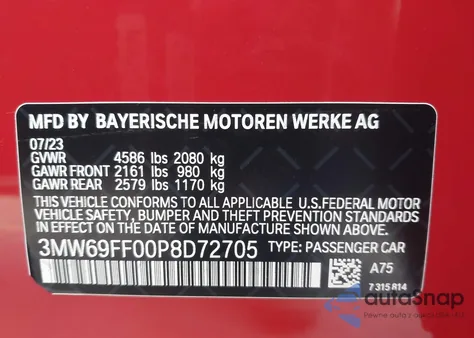 MFD BY BAYERISCHE MOTOREN WERKE AG
07/23
GVWR 4586 lbs 2080 kg
GAWR FRONT 2161 lbs 980 kg
GAWR REAR 2579 lbs 1170 kg
THIS VEHICLE CONFORMS TO ALL APPLICABLE U.S.FEDERAL MOTOR
VEHICLE SAFETY, BUMPER AND THEFT PREVENTION STANDARDS IN
EFFECT ON THE DATE OF MANUFACTURE SHOWN ABOVE.
3MW69FF00P8D72705 TYPE: PASSENGER CAR
A75
7 315 814
autoSnap